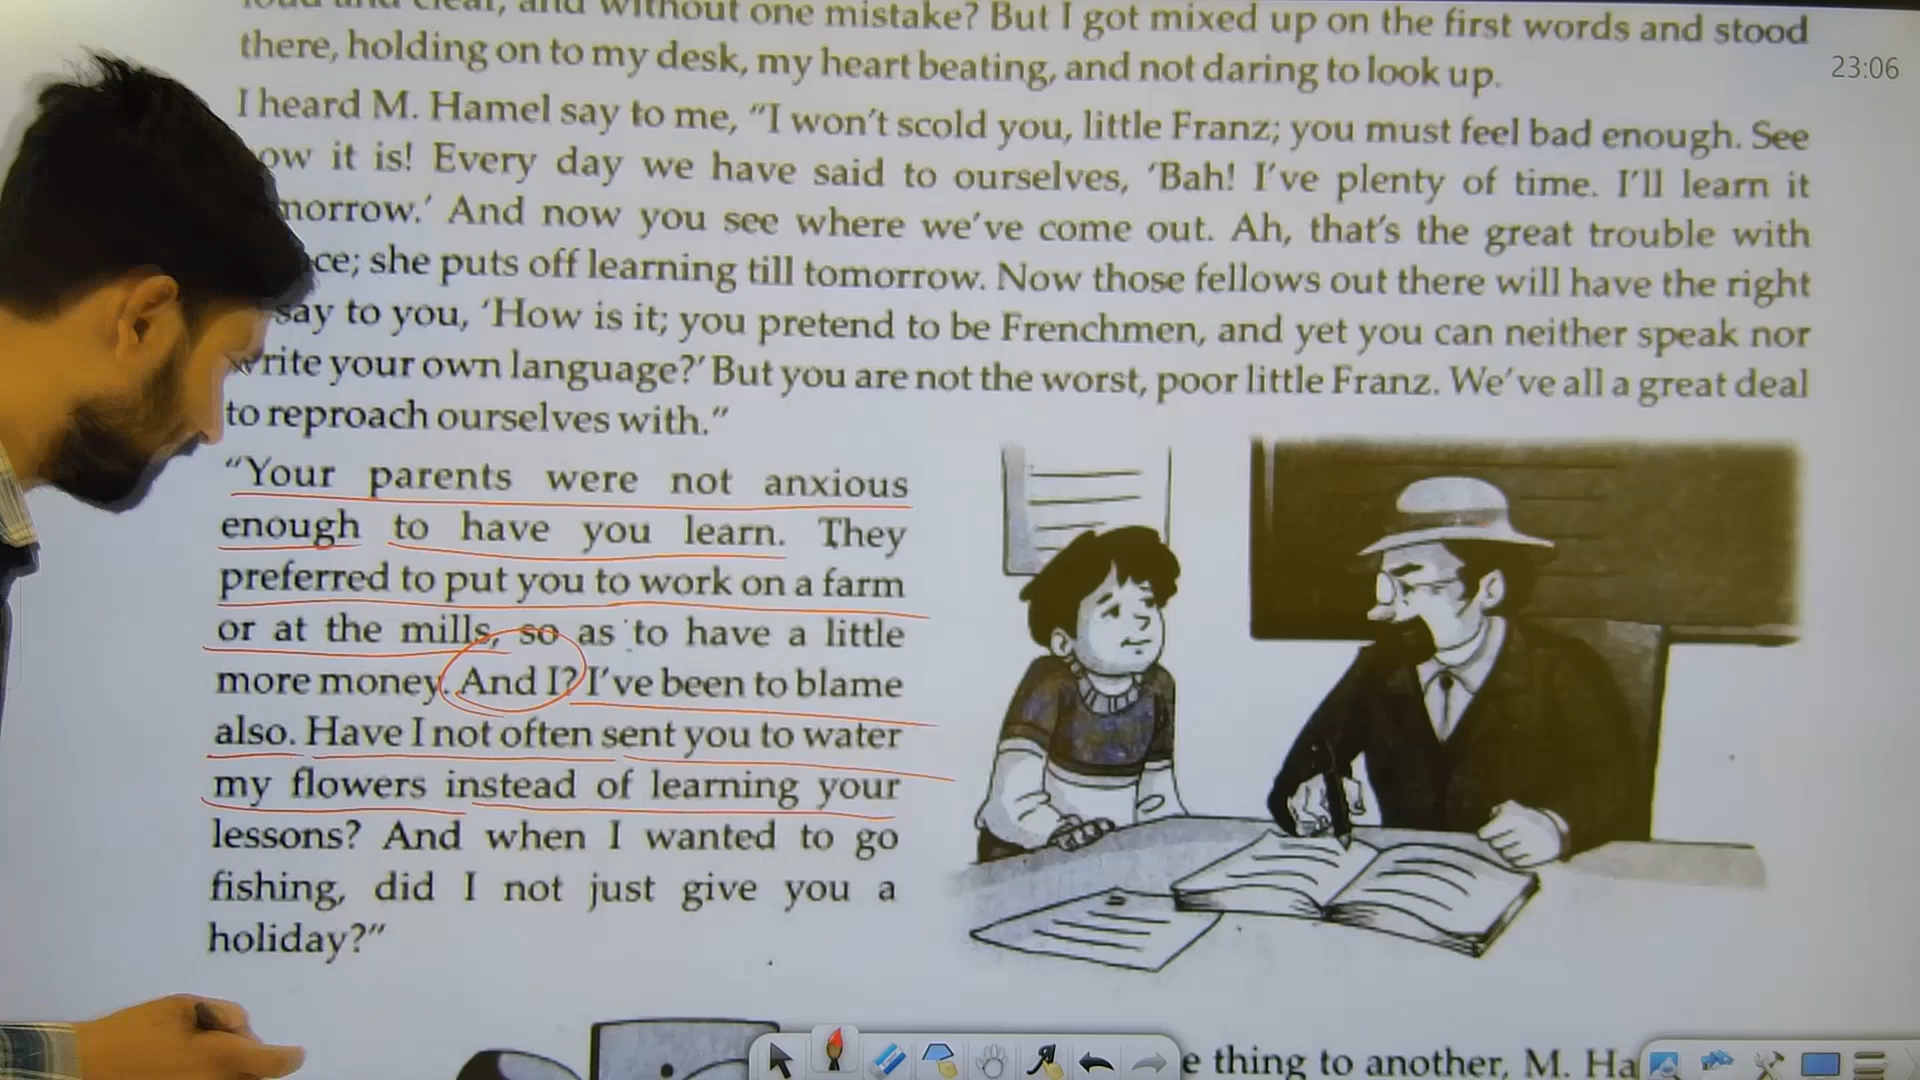 loud and clear, and without one mistake? But I got mixed up on the first words and stood
there, holding on to my desk, my heart beating, and not daring to look up.
23:06
I heard M. Hamel say to me, “I won’t scold you, little Franz; you must feel bad enough. See
ow it is! Every day we have said to ourselves, ‘Bah! I’ve plenty of time. I’ll learn it
morrow.’ And now you see where we’ve come out. Ah, that’s the great trouble with
ce; she puts off learning till tomorrow. Now those fellows out there will have the right
say to you, ‘How is it; you pretend to be Frenchmen, and yet you can neither speak nor
write your own language?’ But you are not the worst, poor little Franz. We’ve all a great deal
to reproach ourselves with.”
“Your parents were not anxious
enough to have you learn. They
preferred to put you to work on a farm
or at the mills, so as to have a little
more money. And I? I’ve been to blame
also. Have I not often sent you to water
my flowers instead of learning your
lessons? And when I wanted to go
fishing, did I not just give you a
holiday?”
e thing to another, M. Ha